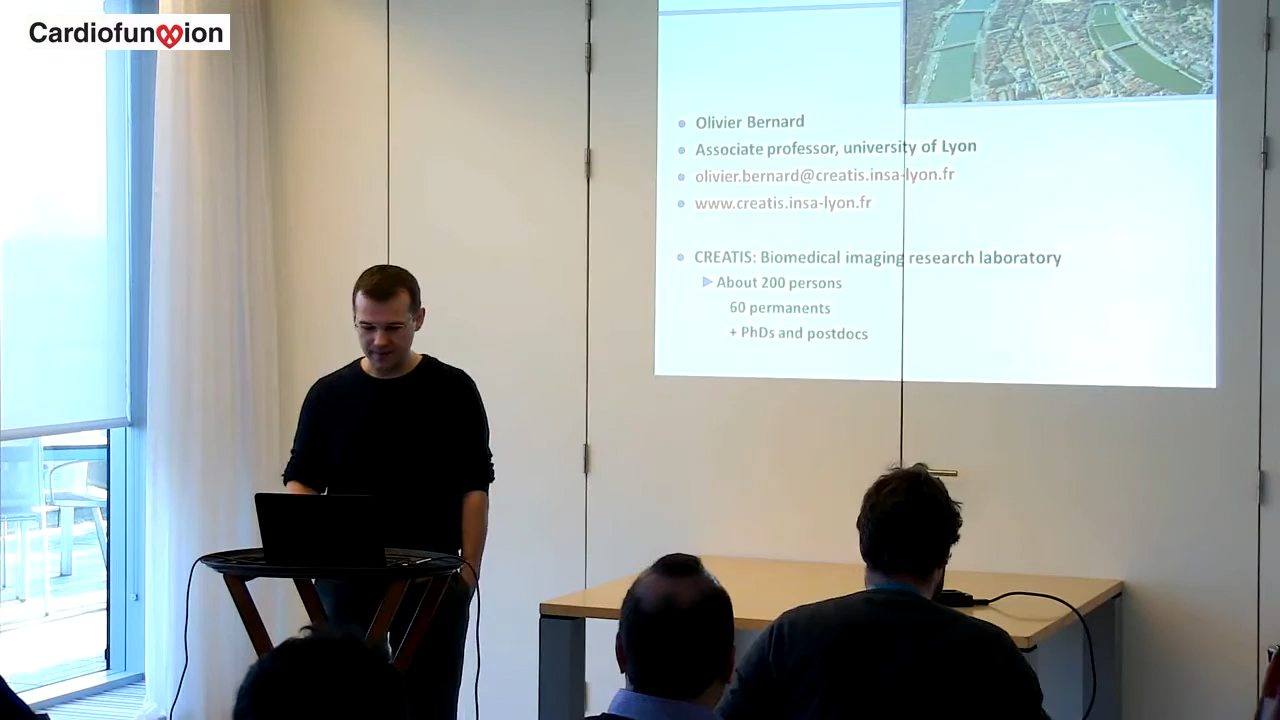 Cardiofunxion
Olivier Bernard
Associate professor, university of Lyon
olivier.bernard@creatis.insa-lyon.fr
www.creatis.insa-lyon.fr
CREATIS: Biomedical imaging research laboratory
About 200 persons
60 permanents
+ PhDs and postdocs